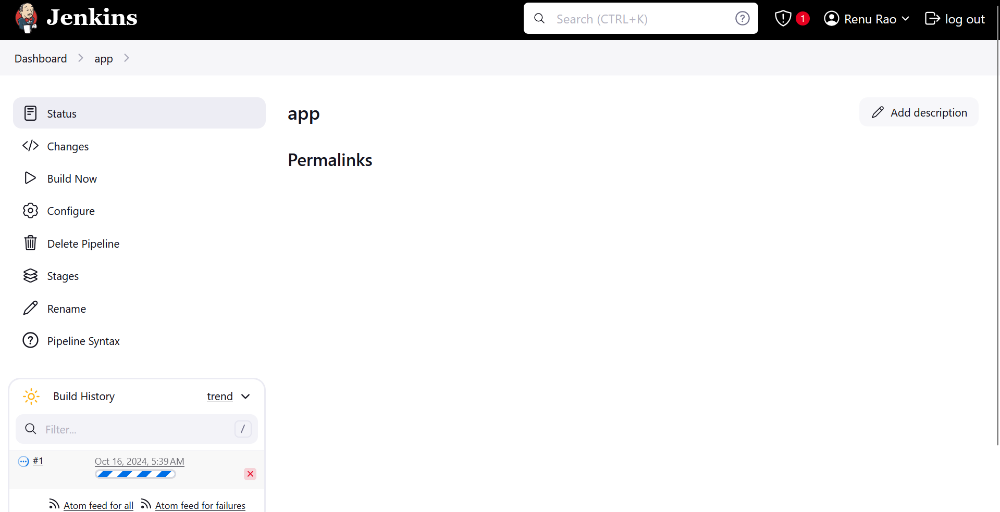 Jenkins
Search (CTRL+K)
1
Renu Rao
log out
Dashboard
app
Status
Changes
Build Now
Configure
Delete Pipeline
Stages
Rename
Pipeline Syntax
app
Add description
Permalinks
Build History
trend
Filter...
/
#1
Oct 16, 2024, 5:39 AM
Atom feed for all
Atom feed for failures